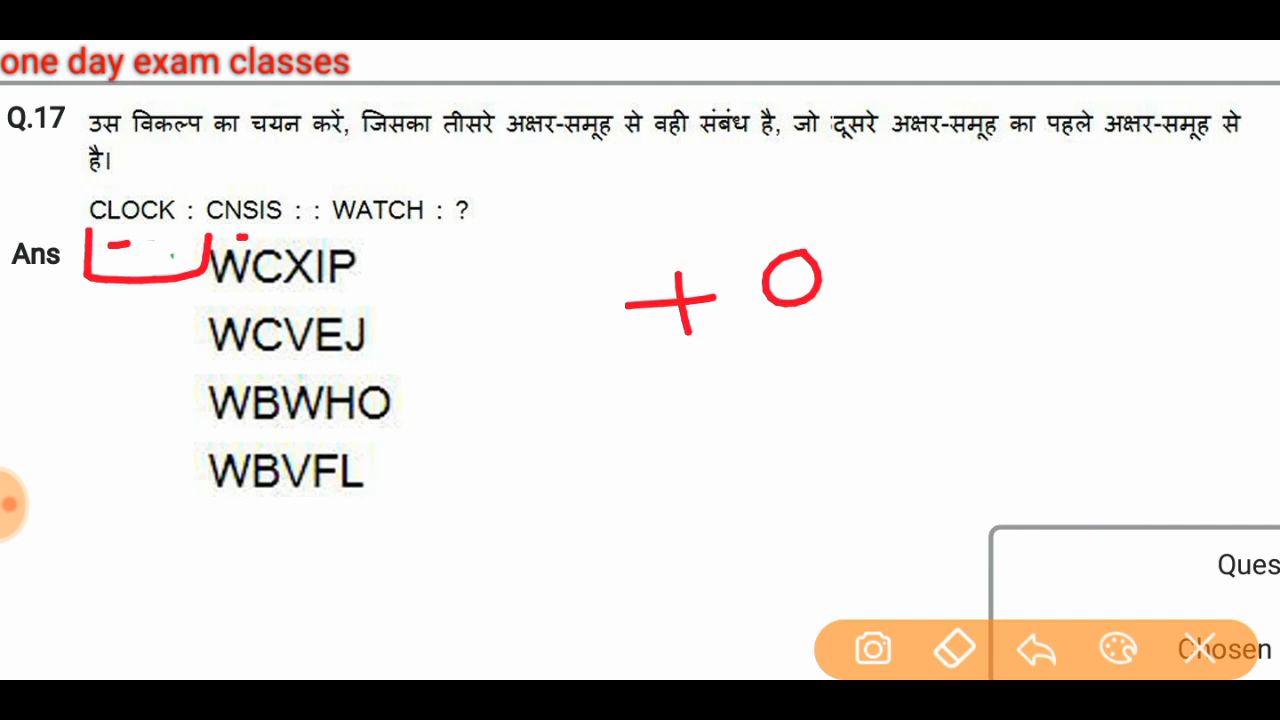 one day exam classes
Q.17 उस विकल्प का चयन करें, जिसका तीसरे अक्षर-समूह से वही संबंध है, जो दूसरे अक्षर-समूह का पहले अक्षर-समूह से
है।
CLOCK : CNSIS : : WATCH : ?
Ans WCXIP
+ 0
WCVEJ
WBWHO
WBVFL
Ques
Chosen